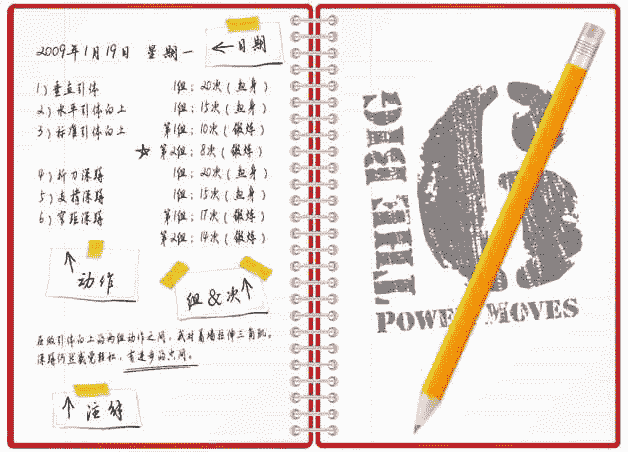 2009年1月19日 星期一
←日期
1) 垂直引体 1组: 20次 (热身)
2) 水平引体向上 1组: 15次 (热身)
3) 标准引体向上 第1组: 10次 (锻炼)
☆ 第2组: 8次 (锻炼)
4) 折刀深蹲 1组: 20次 (热身)
5) 支撑深蹲 1组: 15次 (热身)
6) 窄距深蹲 第1组: 17次 (锻炼)
第2组: 14次 (锻炼)
↑动作
组&次↑
在做引体向上的两组动作之间，我对着墙拉伸三角肌。
深蹲仍然感觉轻松，有进步的空间。
↑注解
THE BIG
6
POWER MOVES